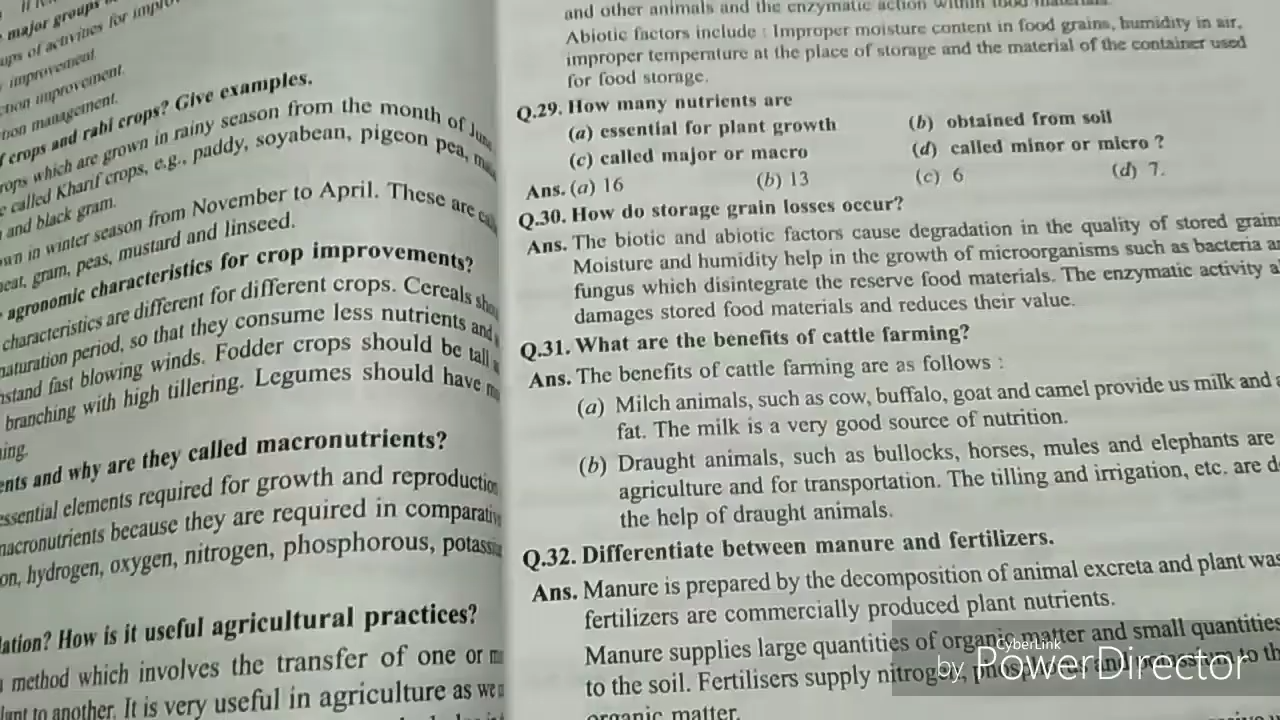 major groups
ups of activities for
improvement.
improvement.
management.
crops and rabi crops? Give examples.
which are grown in rainy season from the month of June
called Kharif crops, e.g., paddy, soyabean, pigeon pea,
and black gram.
in winter season from November to April. These are
gram, peas, mustard and linseed.
agronomic characteristics for crop improvements?
characteristics are different for different crops. Cereals
maturation period, so that they consume less nutrients and
fast blowing winds. Fodder crops should be tall
branching with high tillering. Legumes should have
ents and why are they called macronutrients?
essential elements required for growth and reproduction
macronutrients because they are required in
hydrogen, oxygen, nitrogen, phosphorous,
lation? How is it useful agricultural practices?
method which involves the transfer of one or
to another. It is very useful in agriculture as
and other animals and the enzymatic action within food materials.
Abiotic factors include : Improper moisture content in food grains, humidity in air,
improper temperature at the place of storage and the material of the container used
for food storage.
Q.29. How many nutrients are
(a) essential for plant growth (b) obtained from soil
(c) called major or macro (d) called minor or micro ?
Ans. (a) 16 (b) 13 (c) 6 (d) 7.
Q.30. How do storage grain losses occur?
Ans. The biotic and abiotic factors cause degradation in the quality of stored grain
Moisture and humidity help in the growth of microorganisms such as bacteria
fungus which disintegrate the reserve food materials. The enzymatic activity
damages stored food materials and reduces their value.
Q.31. What are the benefits of cattle farming?
Ans. The benefits of cattle farming are as follows :
(a) Milch animals, such as cow, buffalo, goat and camel provide us milk and
fat. The milk is a very good source of nutrition.
(b) Draught animals, such as bullocks, horses, mules and elephants are
agriculture and for transportation. The tilling and irrigation, etc. are
the help of draught animals.
Q.32. Differentiate between manure and fertilizers.
Ans. Manure is prepared by the decomposition of animal excreta and plant
fertilizers are commercially produced plant nutrients.
Manure supplies large quantities of organic matter and small quantities
to the soil. Fertilisers supply nitrogen, to
organic matter.
CyberLink
by PowerDirector